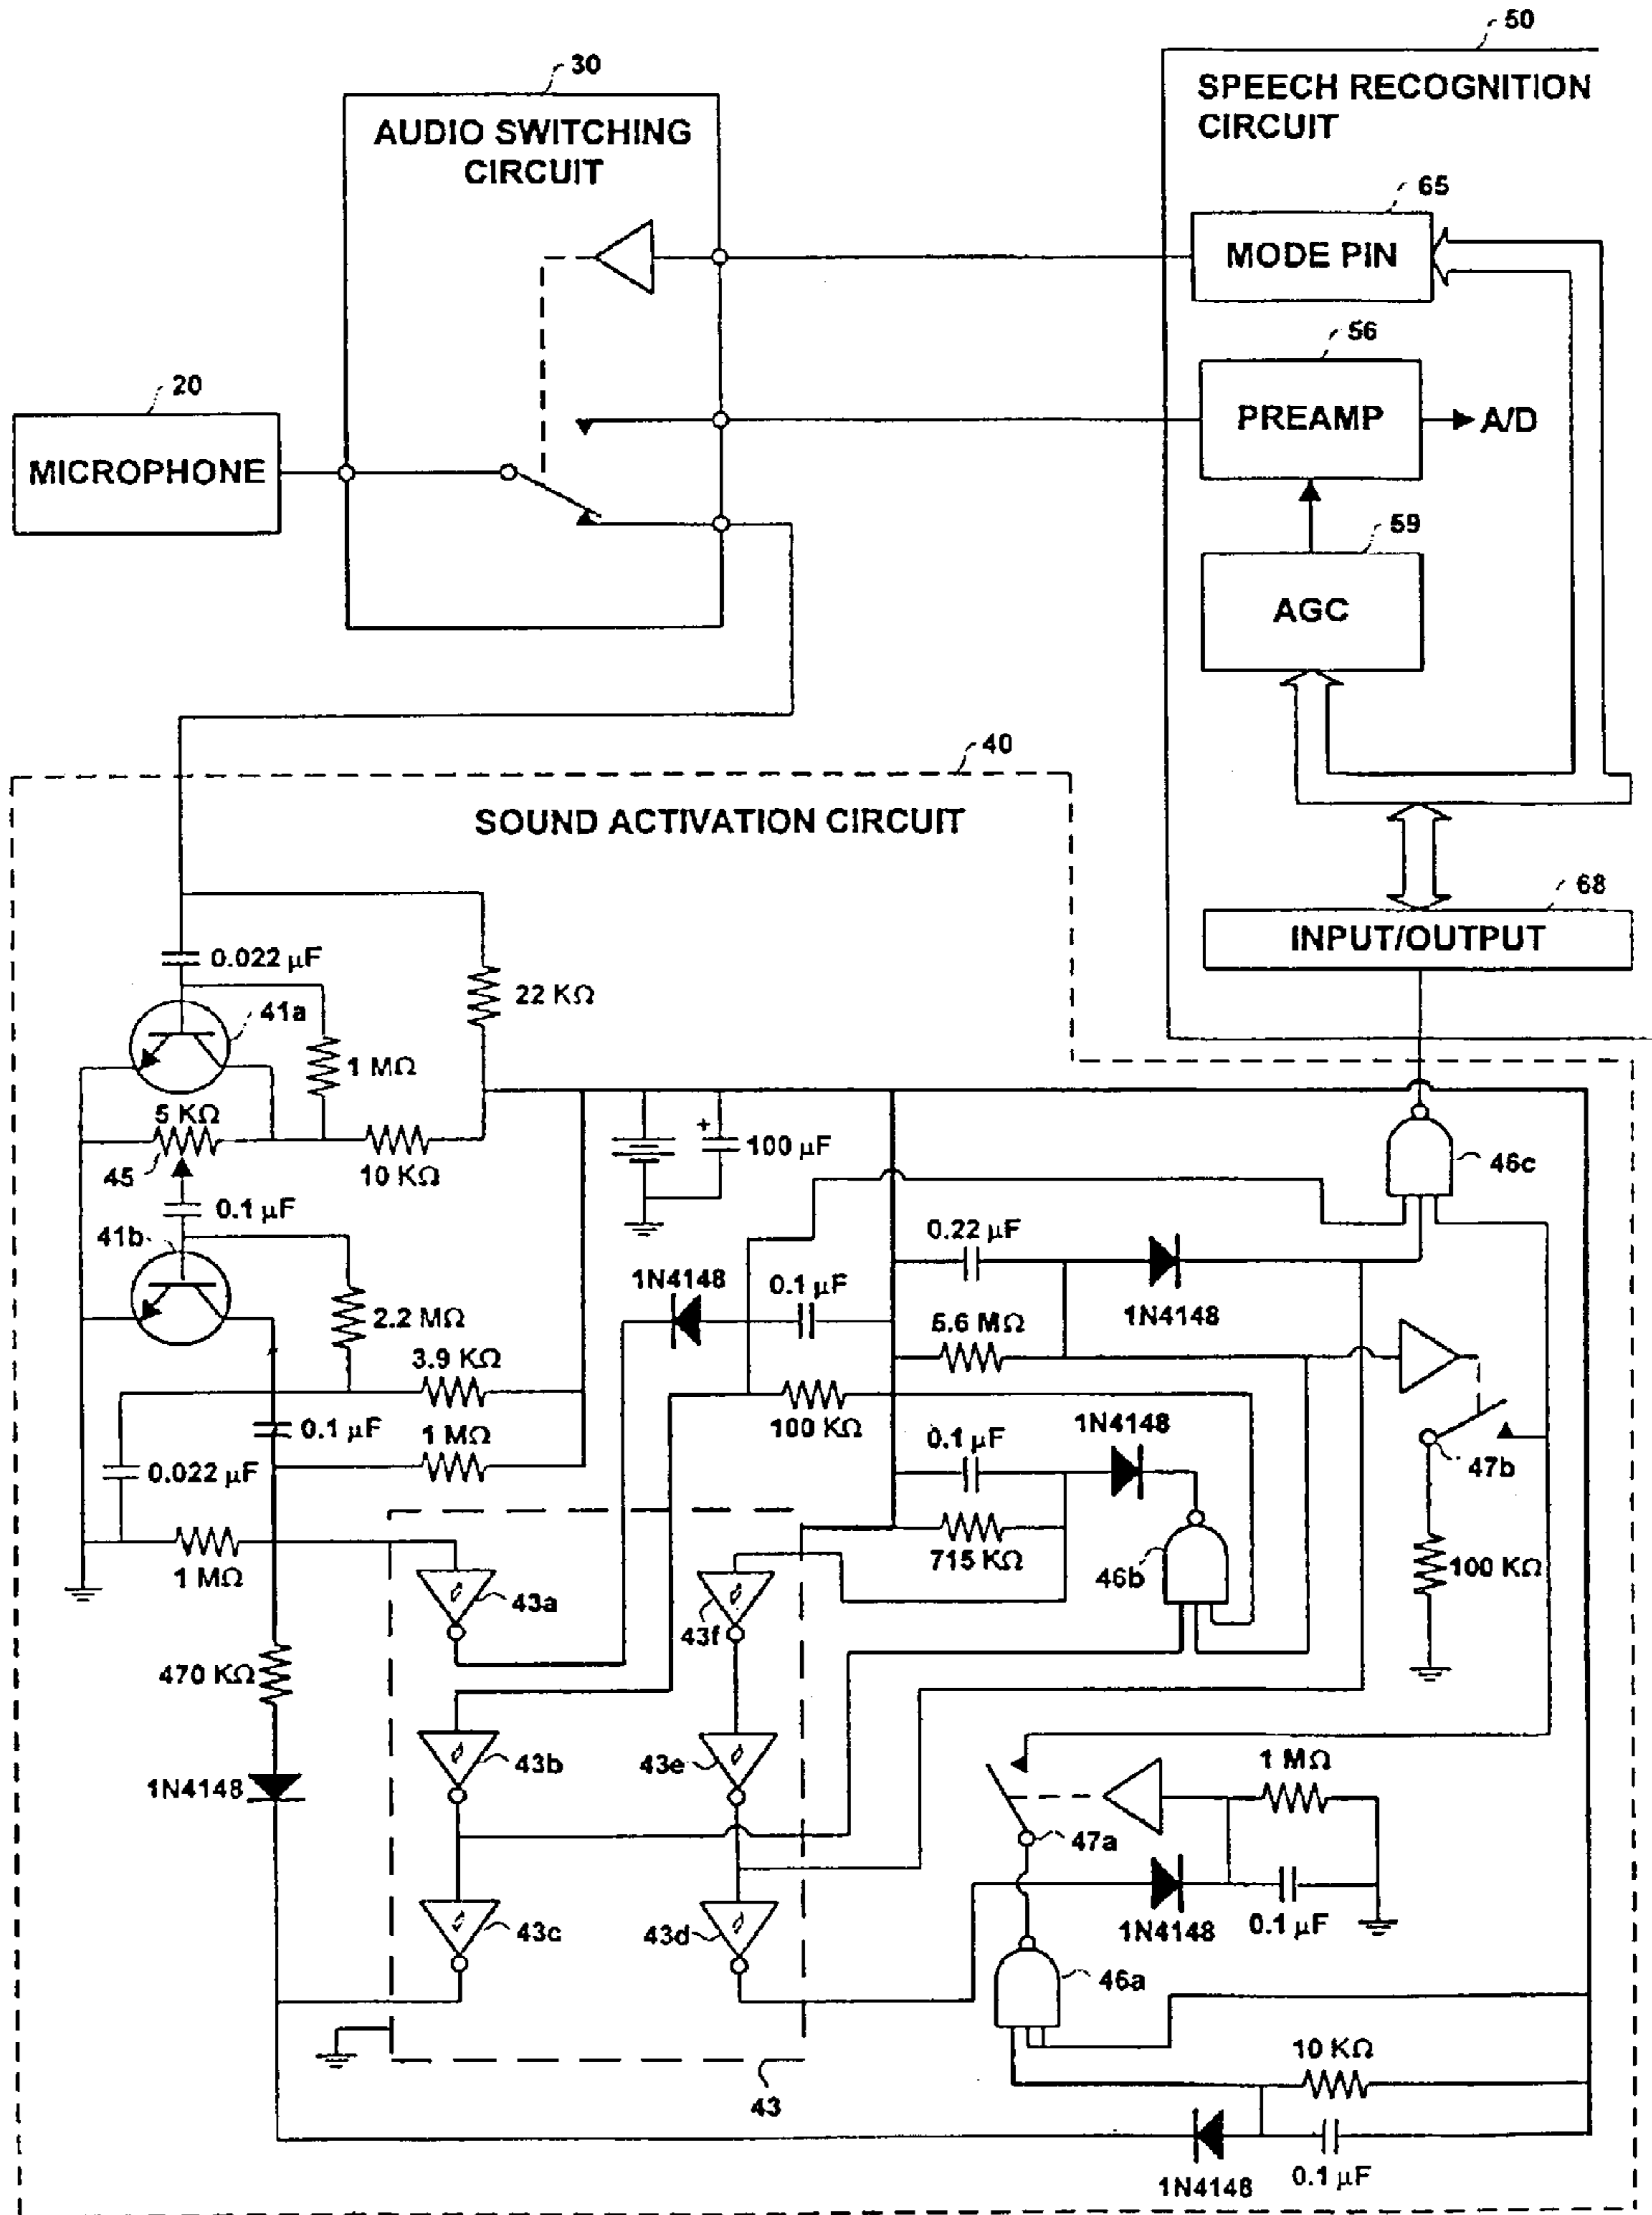 50
30
SPEECH RECOGNITION
CIRCUIT
AUDIO SWITCHING
CIRCUIT
65
MODE PIN
56
20
PREAMP
A/D
MICROPHONE
59
AGC
40
SOUND ACTIVATION CIRCUIT
68
INPUT/OUTPUT
0.022 µF
22 KΩ
41a
1 MΩ
5 KΩ
+
100 µF
46c
45
10 KΩ
0.1 µF
41b
0.22 µF
1N4148
0.1 µF
1N4148
2.2 MΩ
5.6 MΩ
3.9 KΩ
100 KΩ
1N4148
0.1 µF
1 MΩ
0.1 µF
0.022 µF
47b
715 KΩ
46b
100 KΩ
1 MΩ
43a
43f
470 KΩ
1N4148
43b
43e
1 MΩ
47a
43c
43d
1N4148
0.1 µF
46a
10 KΩ
43
1N4148
0.1 µF